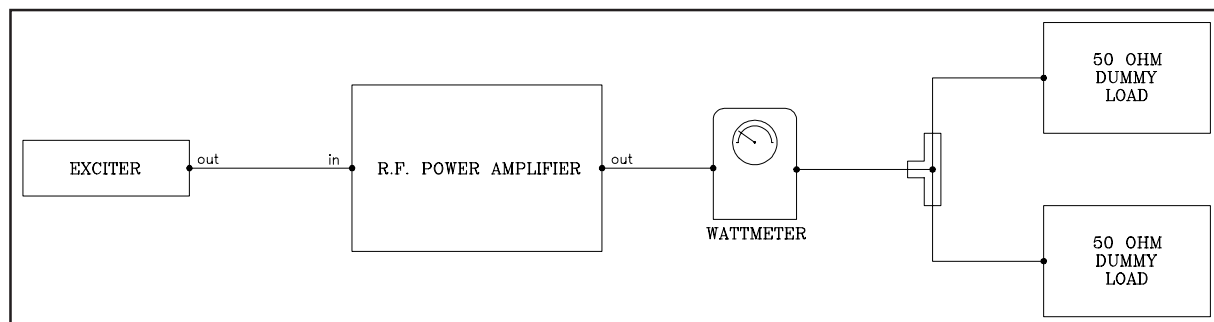 EXCITER
out
in
R.F. POWER AMPLIFIER
out
WATTMETER
50 OHM
DUMMY
LOAD
50 OHM
DUMMY
LOAD